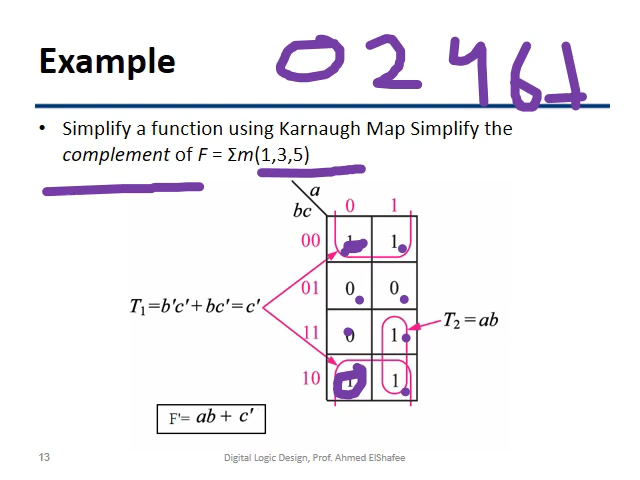 Example
0 2 4 6
• Simplify a function using Karnaugh Map Simplify the
complement of F = Σm(1,3,5)
a
bc
0 1
00 1 1
01 0 0
T₁=b'c'+bc'=c'
11 0 1
T₂=ab
10 1 1
F'= ab + c'
13
Digital Logic Design, Prof. Ahmed ElShafee